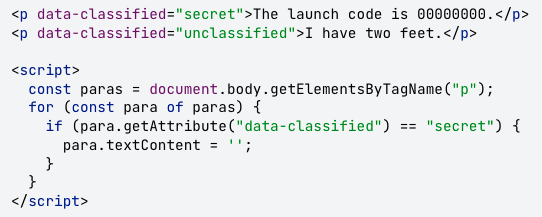 <p data-classified="secret">The launch code is 00000000.</p>
<p data-classified="unclassified">I have two feet.</p>

<script>
  const paras = document.body.getElementsByTagName("p");
  for (const para of paras) {
    if (para.getAttribute("data-classified") == "secret") {
      para.textContent = '';
    }
  }
</script>